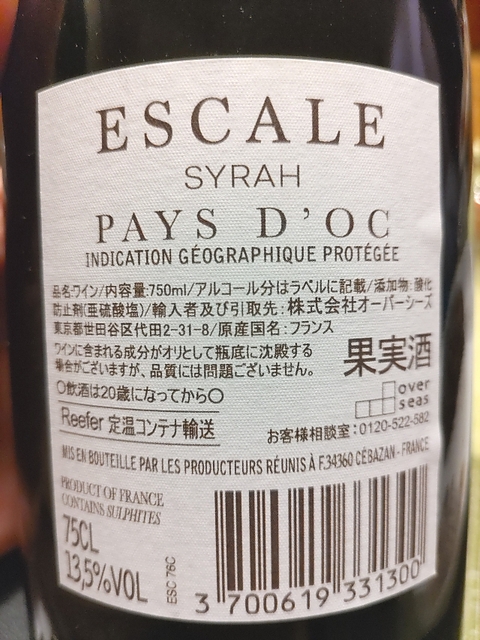 ESCALE
SYRAH
PAYS D'OC
INDICATION GÉOGRAPHIQUE PROTÉGÉE
品名:ワイン/内容量:750ml/アルコール分はラベルに記載/添加物:酸化
防止剤(亜硫酸塩)/輸入者及び引取先:株式会社オーバーシーズ
東京都世田谷区代田2-31-8/原産国名:フランス
ワインに含まれる成分がオリとして瓶底に沈殿する
場合がございますが、品質には問題ございません。
果実酒
〇飲酒は20歳になってから〇
over
seas
Reefer 定温コンテナ輸送
お客様相談室:0120-522-582
MIS EN BOUTEILLE PAR LES PRODUCTEURS RÉUNIS À F.34360 CÉBAZAN - FRANCE
PRODUCT OF FRANCE
CONTAINS SULPHITES
75CL
13,5%VOL
ESC 76C
3 700619 331300